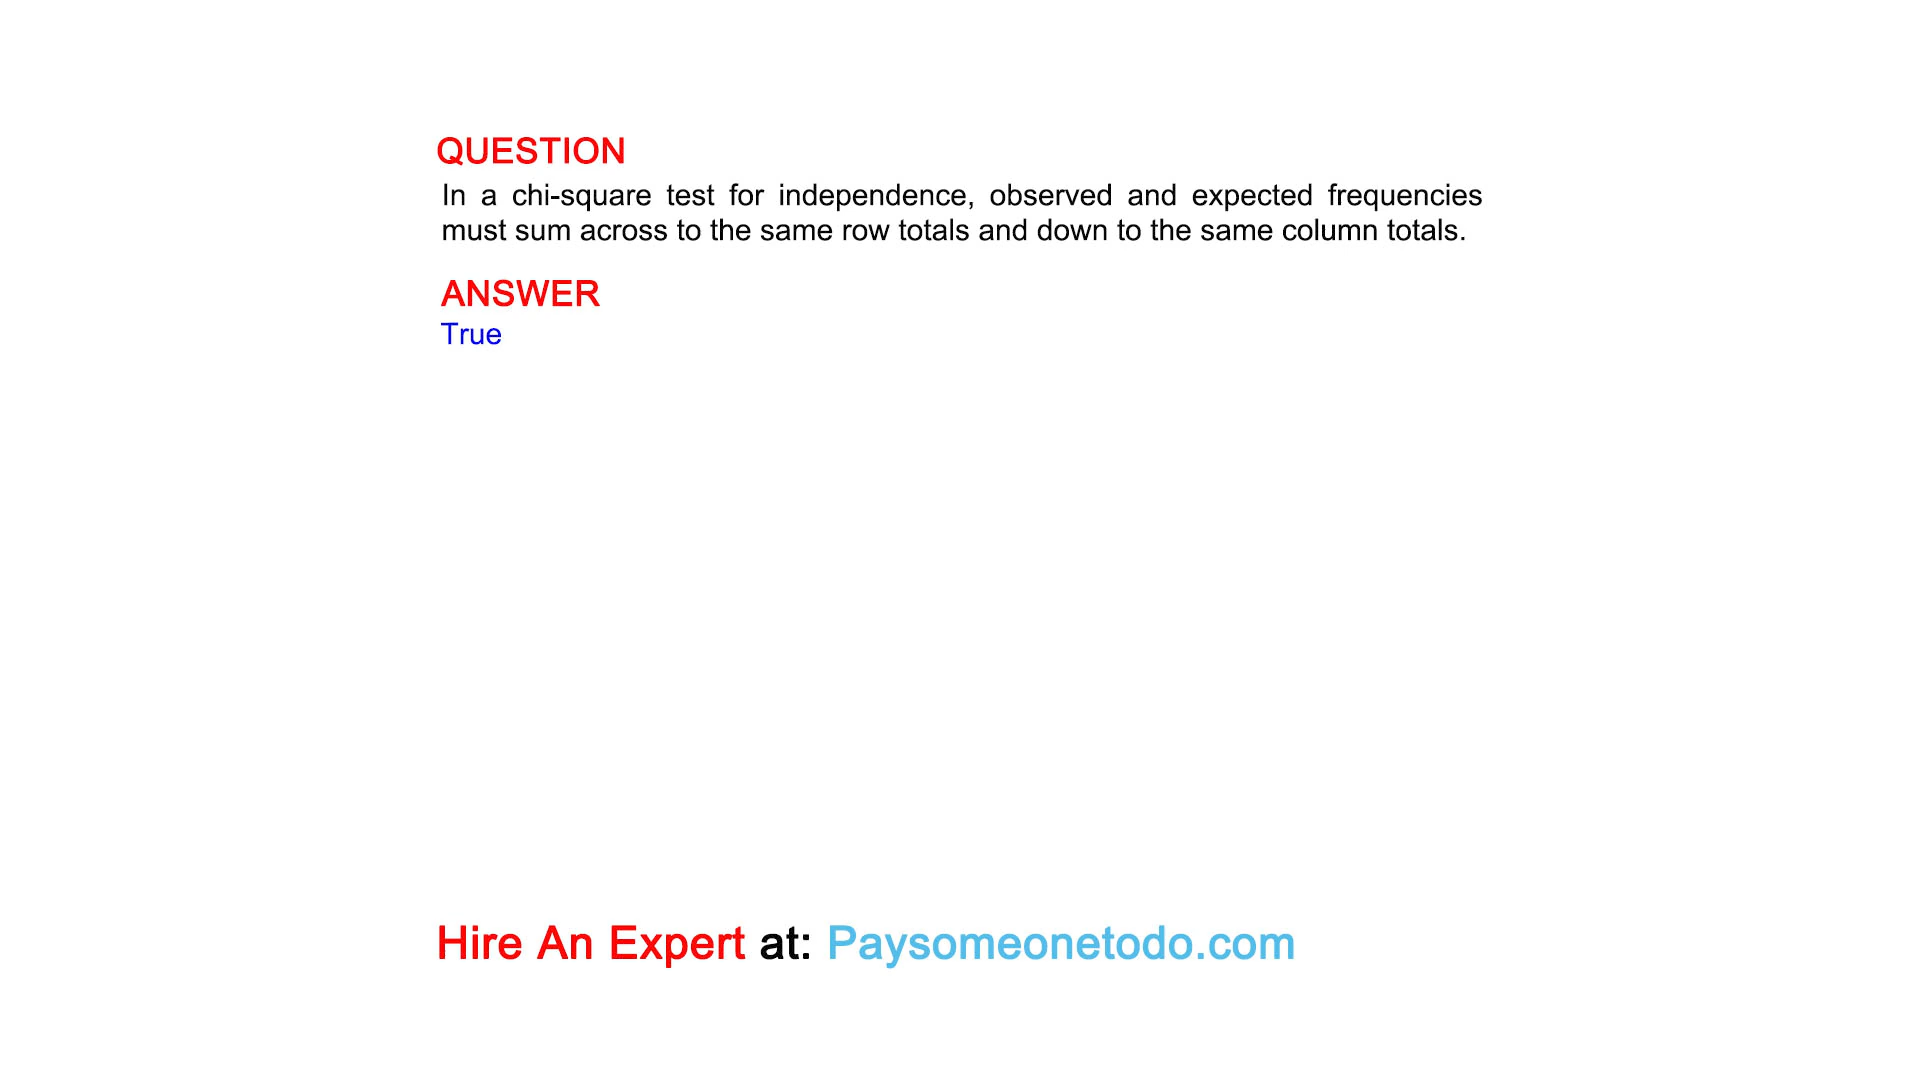 QUESTION
In a chi-square test for independence, observed and expected frequencies
must sum across to the same row totals and down to the same column totals.
ANSWER
True
Hire An Expert at: Paysomeonetodo.com